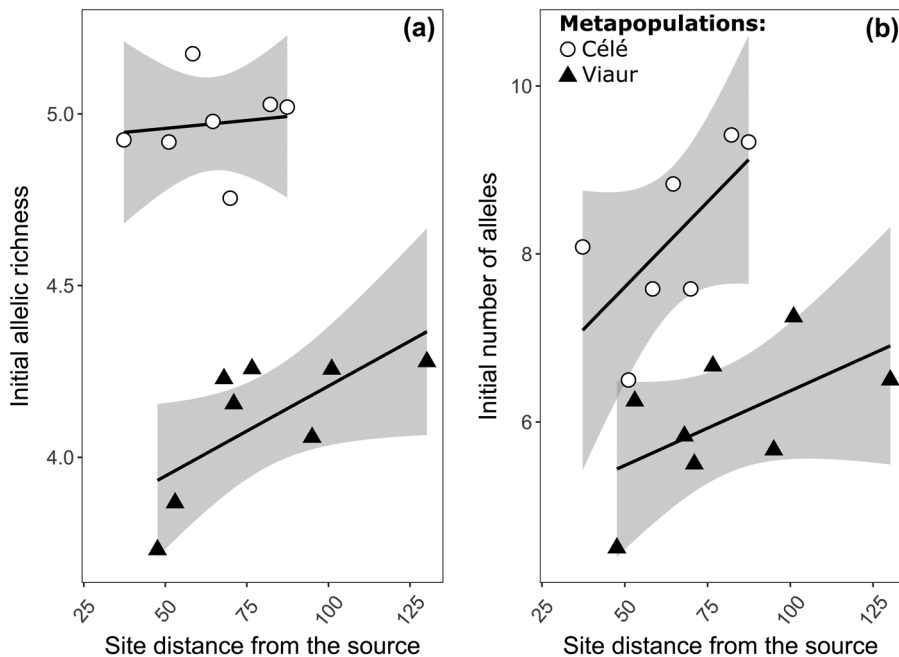 (a)
Initial allelic richness
5.0
4.5
4.0
25
50
75
100
125
Site distance from the source
Metapopulations:
Célé
Viaur
(b)
Initial number of alleles
10
8
6
25
50
75
100
125
Site distance from the source